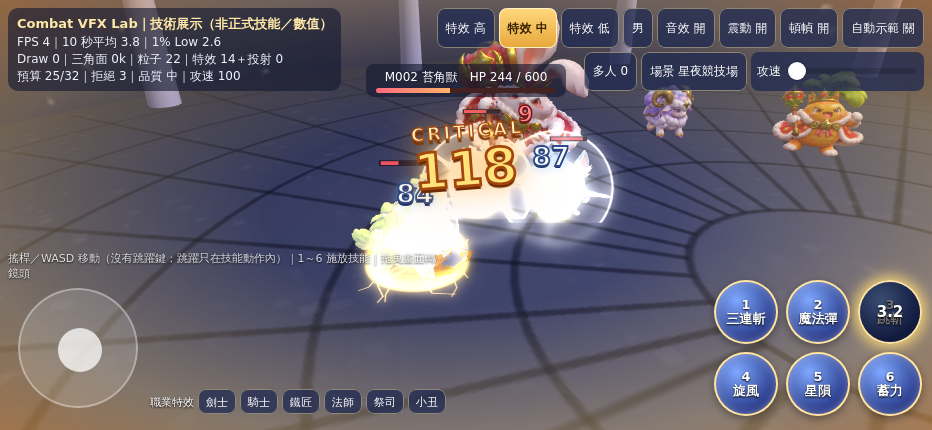 Combat VFX Lab｜技術展示（非正式技能／數值）
FPS 4｜10 秒平均 3.8｜1% Low 2.6
Draw 0｜三角面 0k｜粒子 22｜特效 14＋投射 0
預算 25/32｜拒絕 3｜品質 中｜攻速 100
特效 高
特效 中
特效 低
男
音效 開
震動 開
頓幀 開
自動示範 關
多人 0
場景 星夜競技場
攻速
M002 苔角獸 HP 244 / 600
9
CRITICAL
118
87
84
搖桿／WASD 移動（沒有跳躍鍵；跳躍只在技能動作內）｜1～6 施放技能｜拖曳畫面轉
鏡頭
1
三連斬
2
魔法彈
3
3.2
跳斬
4
旋風
5
星隕
6
蓄力
職業特效
劍士
騎士
鐵匠
法師
祭司
小丑